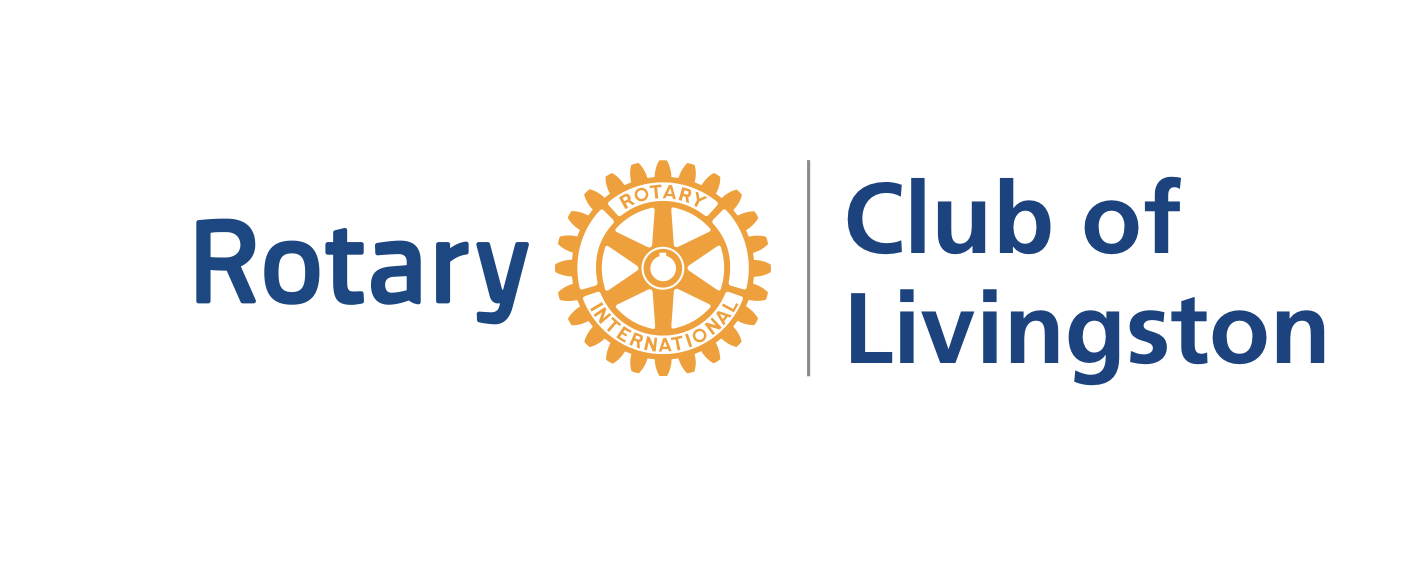 Rotary
ROTARY
INTERNATIONAL
Club of
Livingston